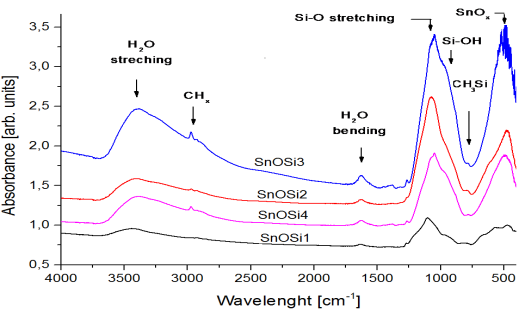 Si-O stretching
SnOx
H2O
streching
Si-OH
CHx
CH3Si
H2O
bending
SnOSi3
SnOSi2
SnOSi4
SnOSi1
Absorbance [arb. units]
3,5
3,0
2,5
2,0
1,5
1,0
0,5
4000 3500 3000 2500 2000 1500 1000 500
Wavelenght [cm-1]